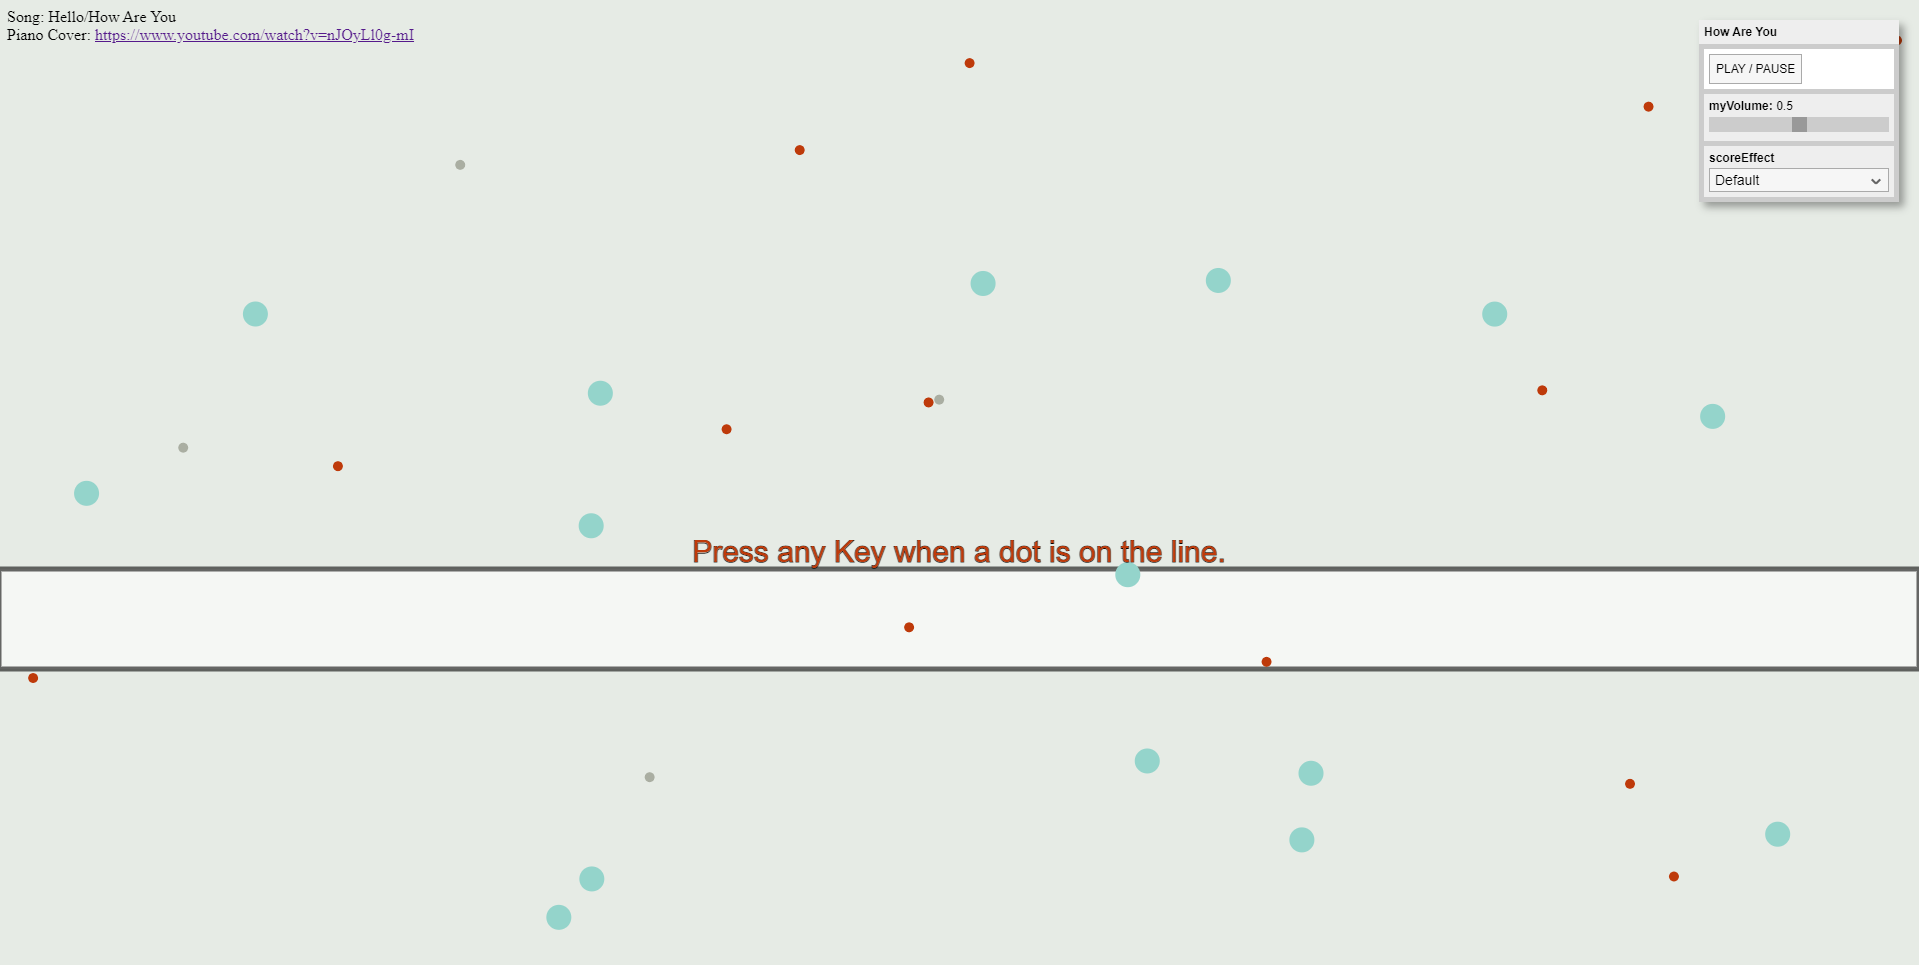 Song: Hello/How Are You
Piano Cover: https://www.youtube.com/watch?v=nJOyLl0g-mI
How Are You
PLAY / PAUSE
myVolume: 0.5
scoreEffect
Default
Press any Key when a dot is on the line.